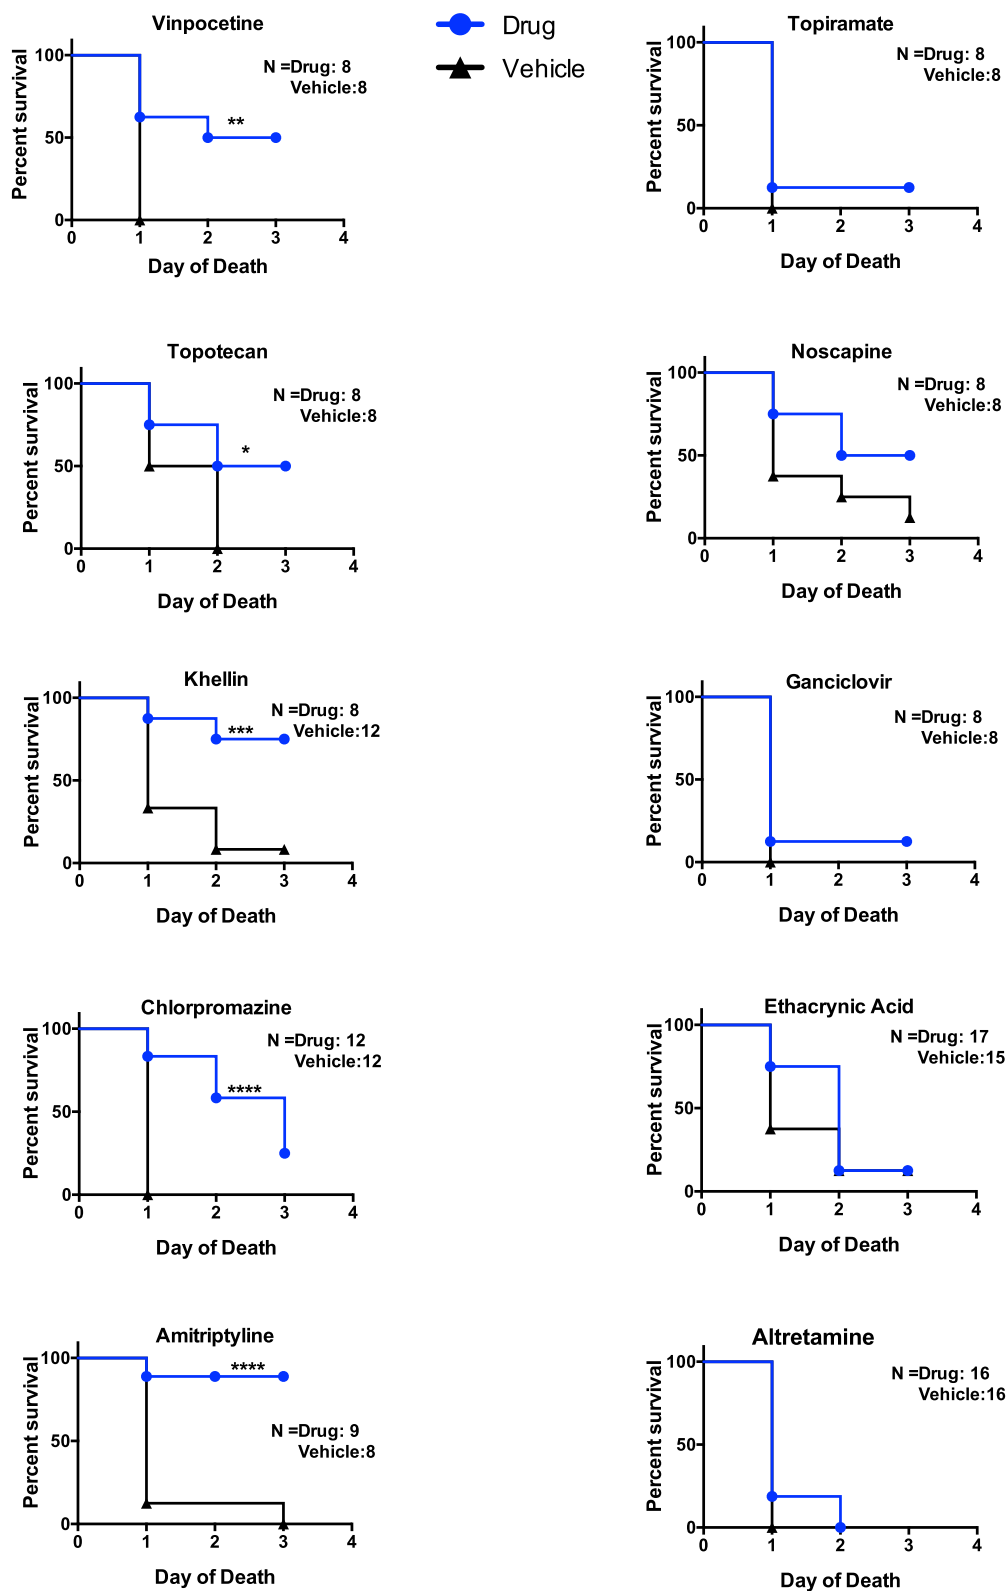 Vinpocetine
Percent survival
100
50
0
0 1 2 3 4
Day of Death
N =Drug: 8
Vehicle:8
**
Drug
Vehicle
Topiramate
Percent survival
100
50
0
0 1 2 3 4
Day of Death
N =Drug: 8
Vehicle:8
Topotecan
Percent survival
100
50
0
0 1 2 3 4
Day of Death
N =Drug: 8
Vehicle:8
*
Noscapine
Percent survival
100
50
0
0 1 2 3 4
Day of Death
N =Drug: 8
Vehicle:8
Khellin
Percent survival
100
50
0
0 1 2 3 4
Day of Death
N =Drug: 8
Vehicle:12
***
Ganciclovir
Percent survival
100
50
0
0 1 2 3 4
Day of Death
N =Drug: 8
Vehicle:8
Chlorpromazine
Percent survival
100
50
0
0 1 2 3 4
Day of Death
N =Drug: 12
Vehicle:12
****
Ethacrynic Acid
Percent survival
100
50
0
0 1 2 3 4
Day of Death
N =Drug: 17
Vehicle:15
Amitriptyline
Percent survival
100
50
0
0 1 2 3 4
Day of Death
****
N =Drug: 9
Vehicle:8
Altretamine
Percent survival
100
50
0
0 1 2 3 4
Day of Death
N =Drug: 16
Vehicle:16